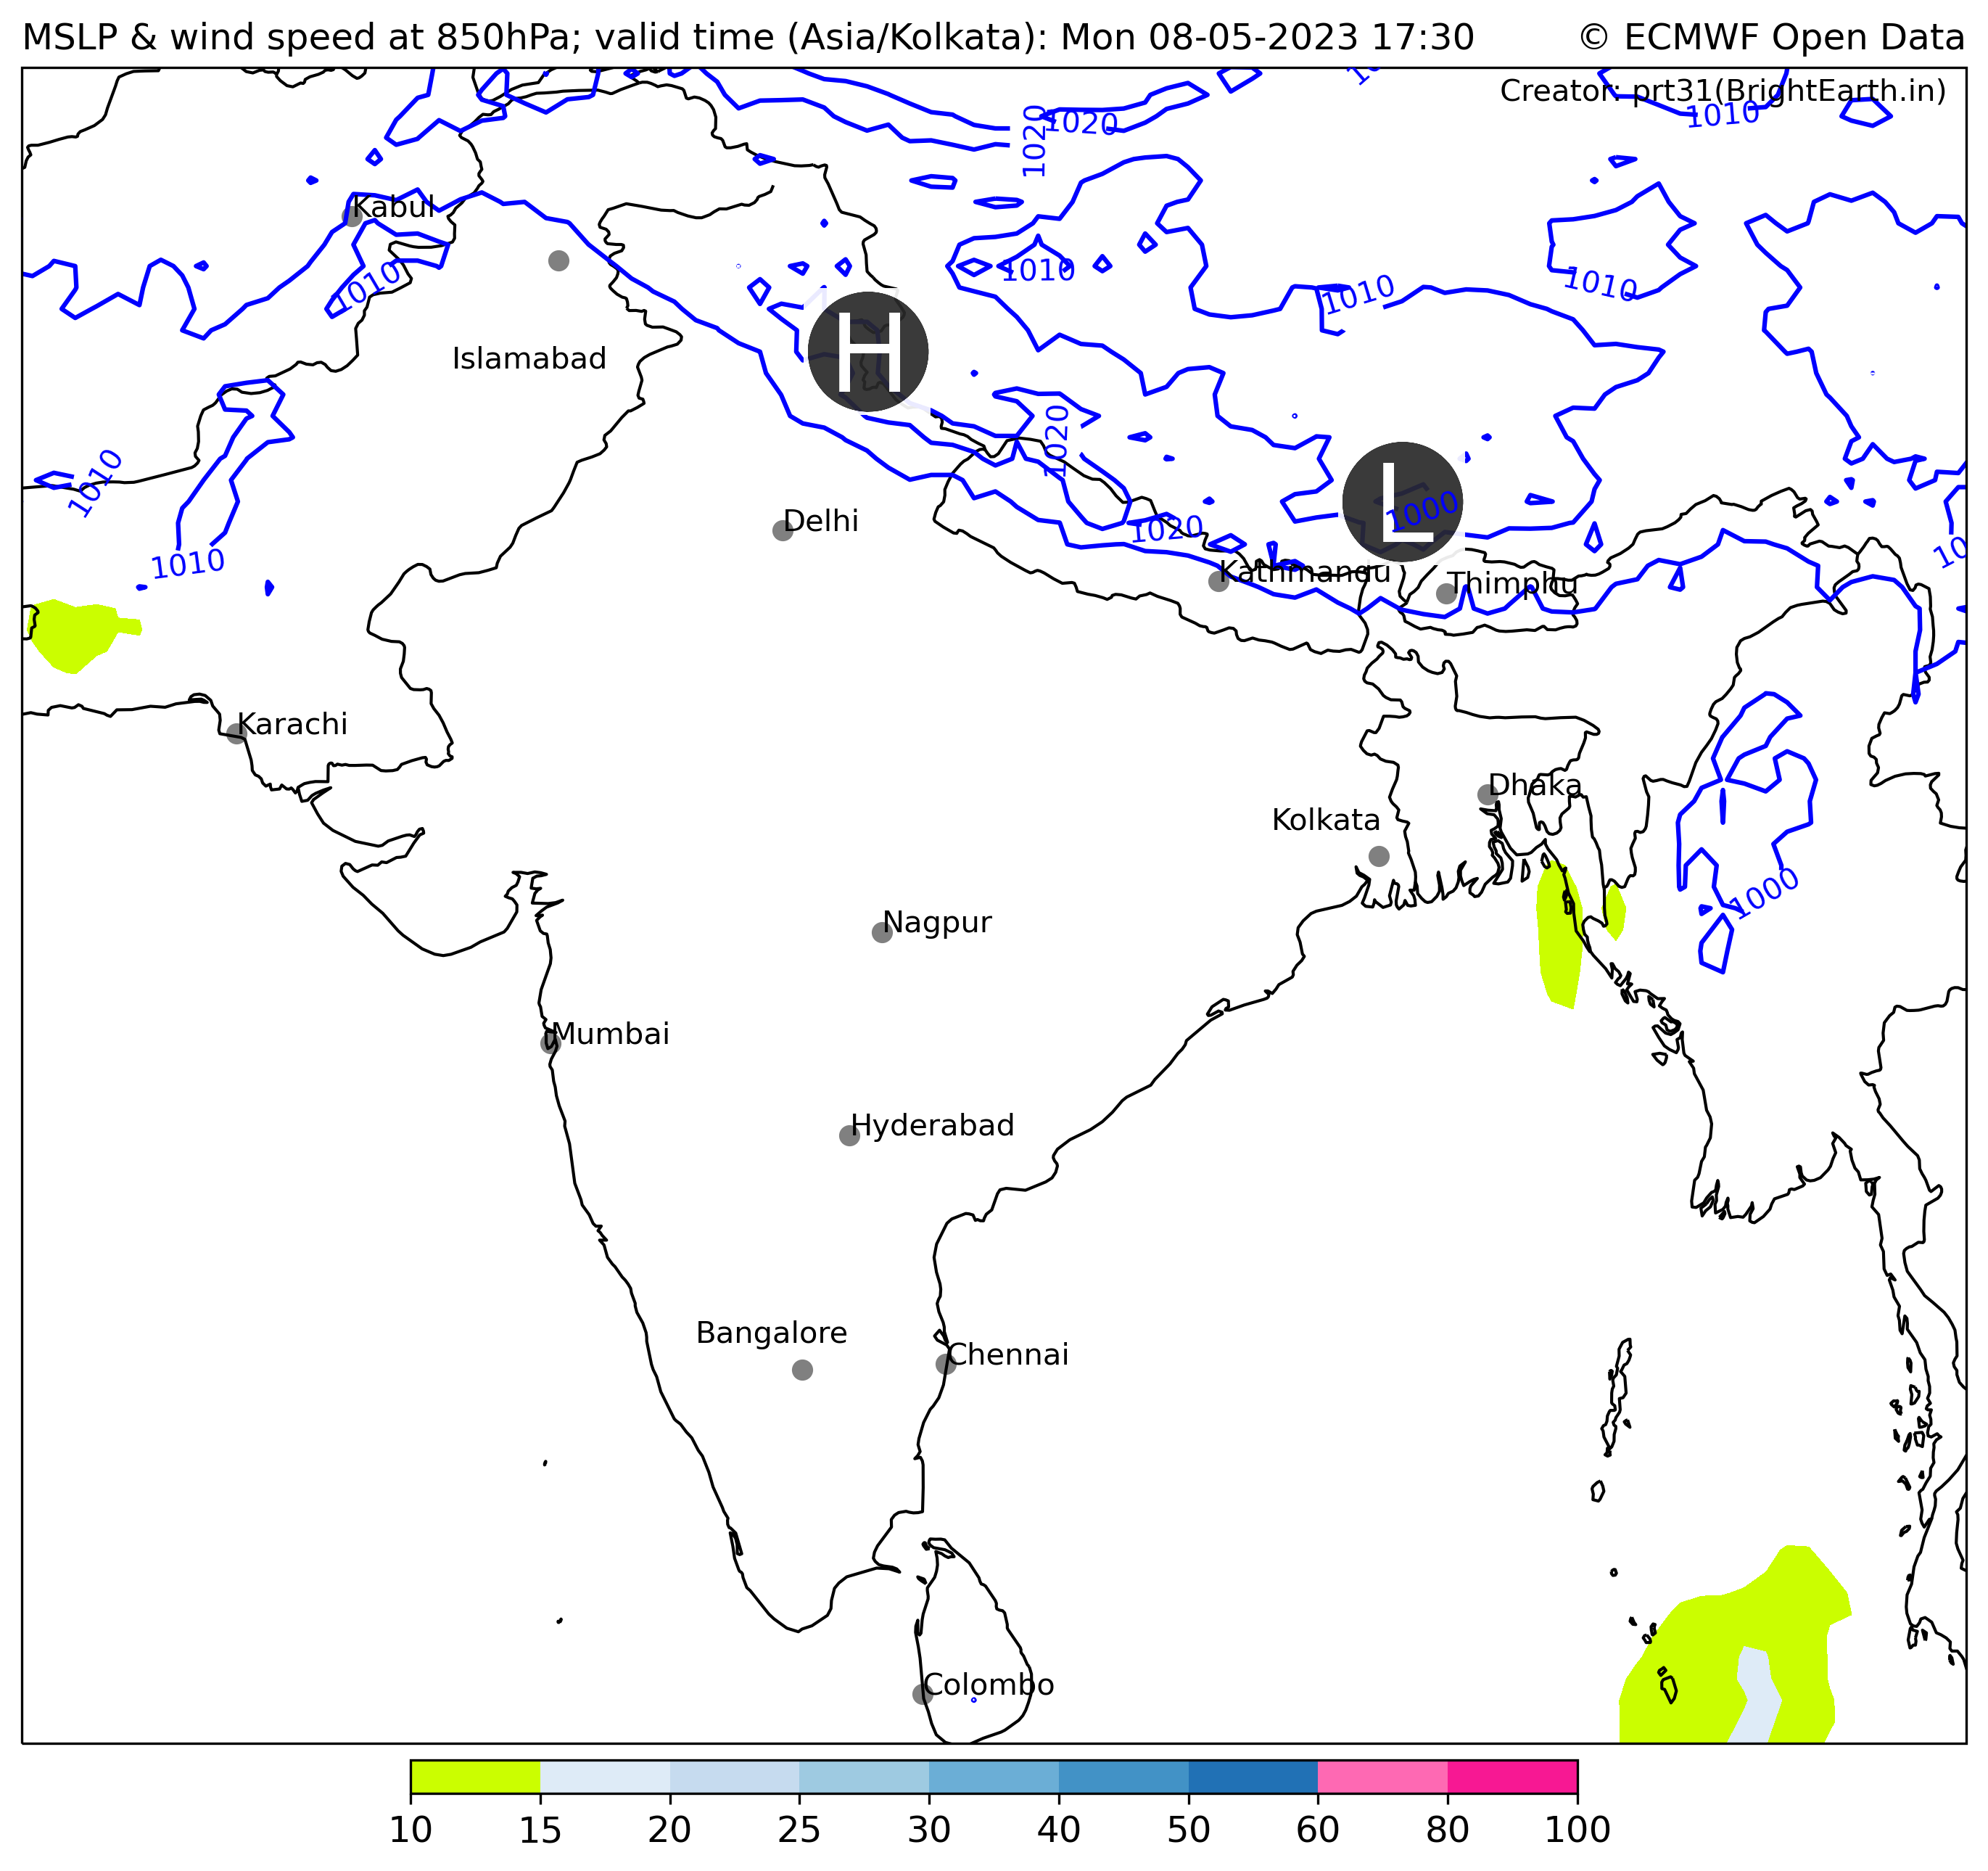 MSLP & wind speed at 850hPa; valid time (Asia/Kolkata): Mon 08-05-2023 17:30
© ECMWF Open Data
Creator: prt31(BrightEarth.in)
1010
1020
1020
Kabul
1010
1010
1010
1010
H
Islamabad
1020
1010
L
1000
Delhi
1020
1010
Kathmandu
Thimphu
Karachi
Dhaka
Kolkata
1000
Nagpur
Mumbai
Hyderabad
Bangalore
Chennai
Colombo
10 15 20 25 30 40 50 60 80 100